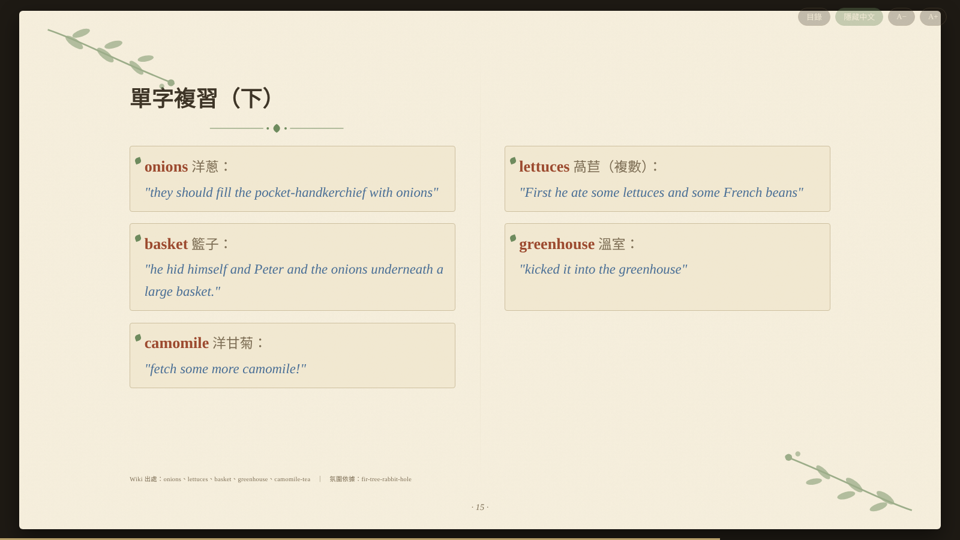 目錄 隱藏中文 A- A+
單字複習（下）
onions 洋蔥：
"they should fill the pocket-handkerchief with onions"
lettuces 萵苣（複數）：
"First he ate some lettuces and some French beans"
basket 籃子：
"he hid himself and Peter and the onions underneath a
large basket."
greenhouse 溫室：
"kicked it into the greenhouse"
camomile 洋甘菊：
"fetch some more camomile!"
Wiki 出處：onions、lettuces、basket、greenhouse、camomile-tea ｜ 氛圍依據：fir-tree-rabbit-hole
· 15 ·